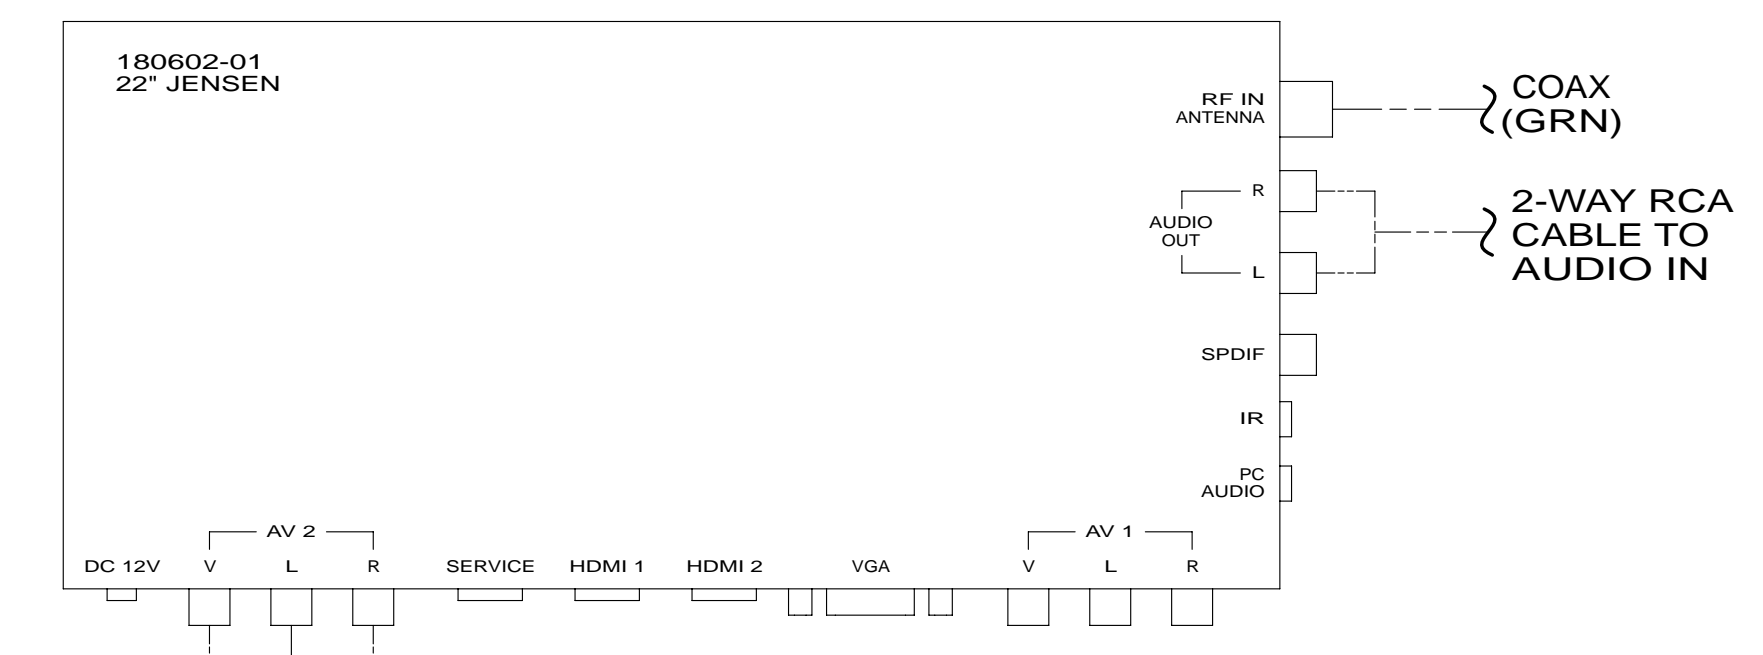 180602-01
22" JENSEN
RF IN
ANTENNA
COAX
(GRN)
R
AUDIO
OUT
L
2-WAY RCA
CABLE TO
AUDIO IN
SPDIF
IR
PC
AUDIO
AV 2
AV 1
DC 12V V L R SERVICE HDMI 1 HDMI 2 VGA V L R